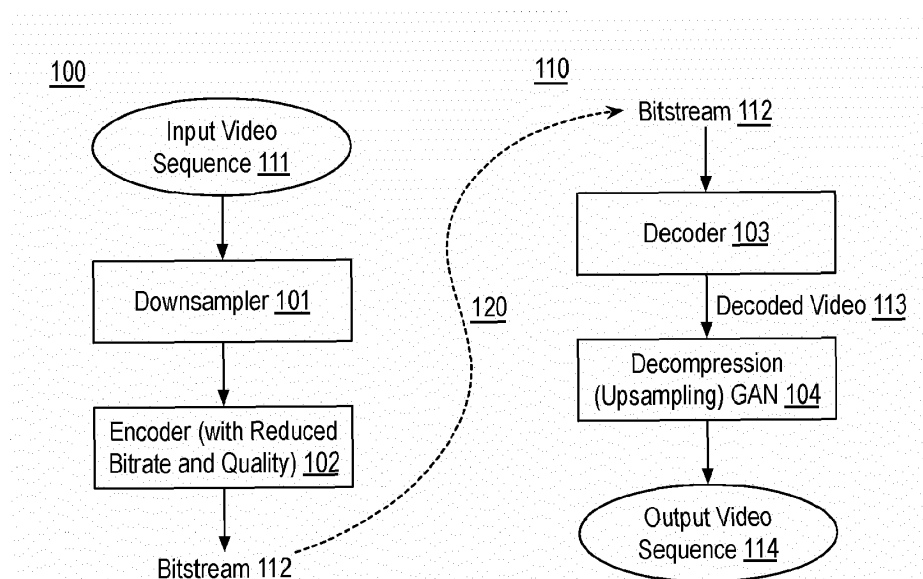 100
Input Video
Sequence 111
Downsampler 101
Encoder (with Reduced
Bitrate and Quality) 102
Bitstream 112
120
110
Bitstream 112
Decoder 103
Decoded Video 113
Decompression
(Upsampling) GAN 104
Output Video
Sequence 114